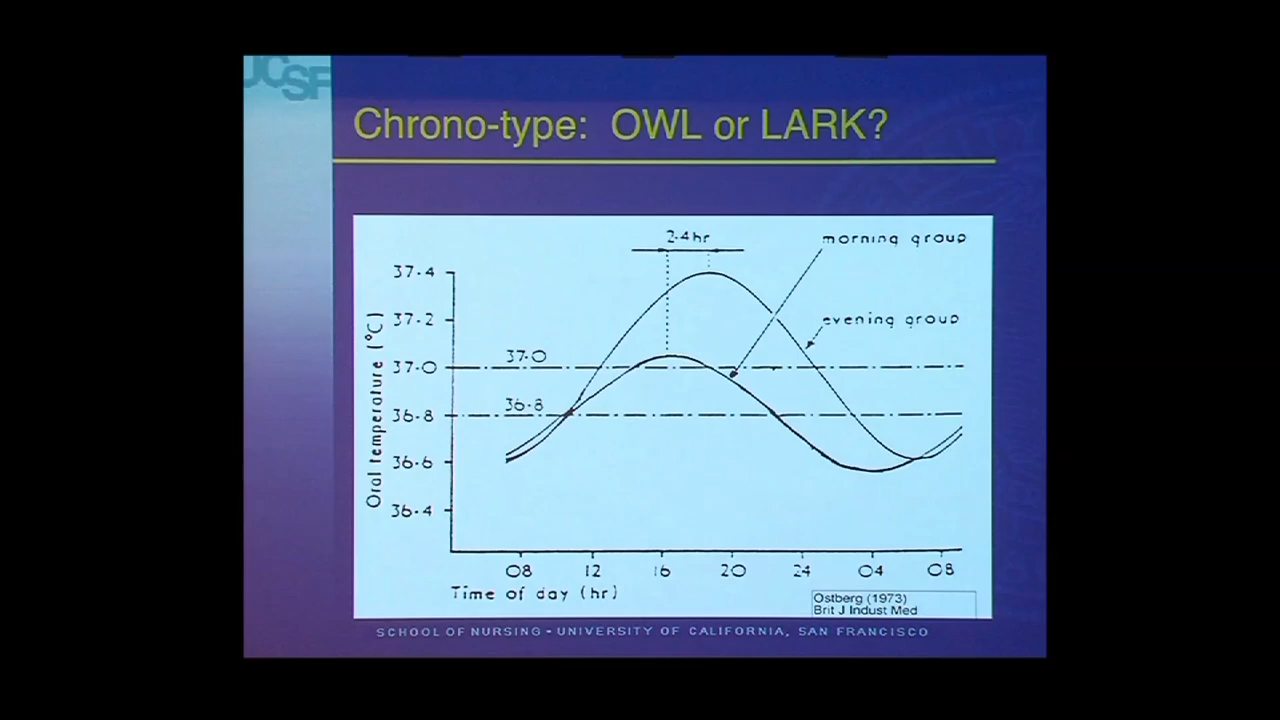 UCSF
Chrono-type: OWL or LARK?
2·4hr
morning group
evening group
37·4
37·2
37·0
36·8
36·6
36·4
37·0
36·8
Oral temperature (°C)
08 12 16 20 24 04 08
Time of day (hr)
Ostberg (1973)
Brit J Indust Med
SCHOOL OF NURSING - UNIVERSITY OF CALIFORNIA, SAN FRANCISCO